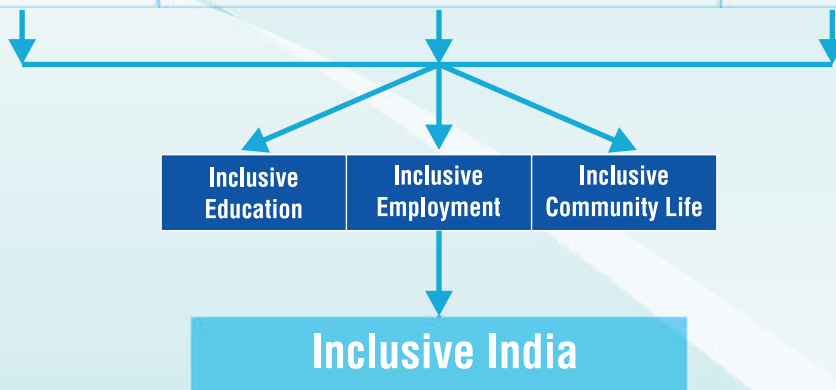 Inclusive
Education
Inclusive
Employment
Inclusive
Community Life
Inclusive India